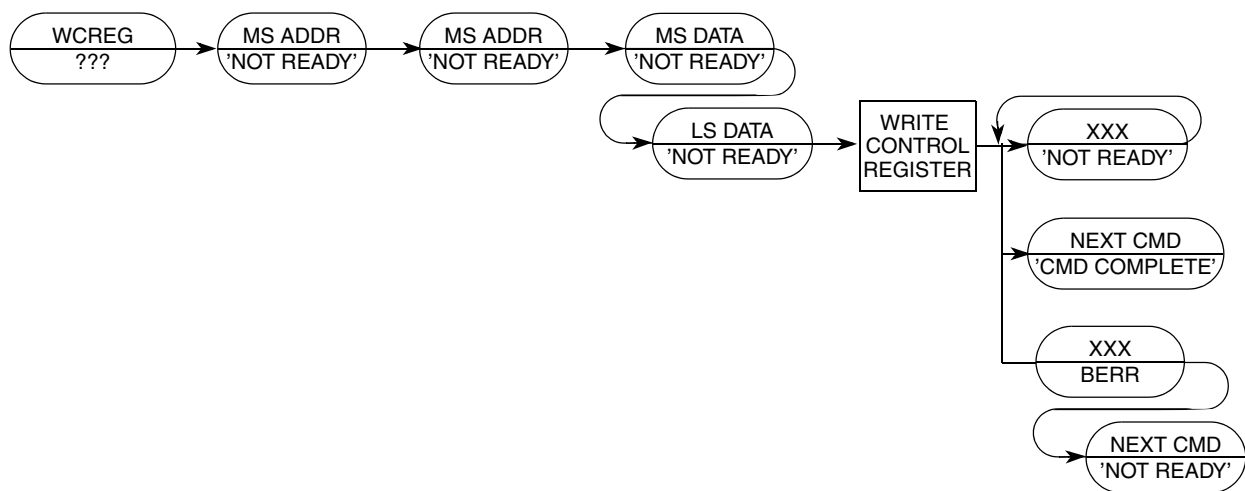 WCREG
???
MS ADDR
'NOT READY'
MS ADDR
'NOT READY'
MS DATA
'NOT READY'
LS DATA
'NOT READY'
WRITE
CONTROL
REGISTER
XXX
'NOT READY'
NEXT CMD
'CMD COMPLETE'
XXX
BERR
NEXT CMD
'NOT READY'